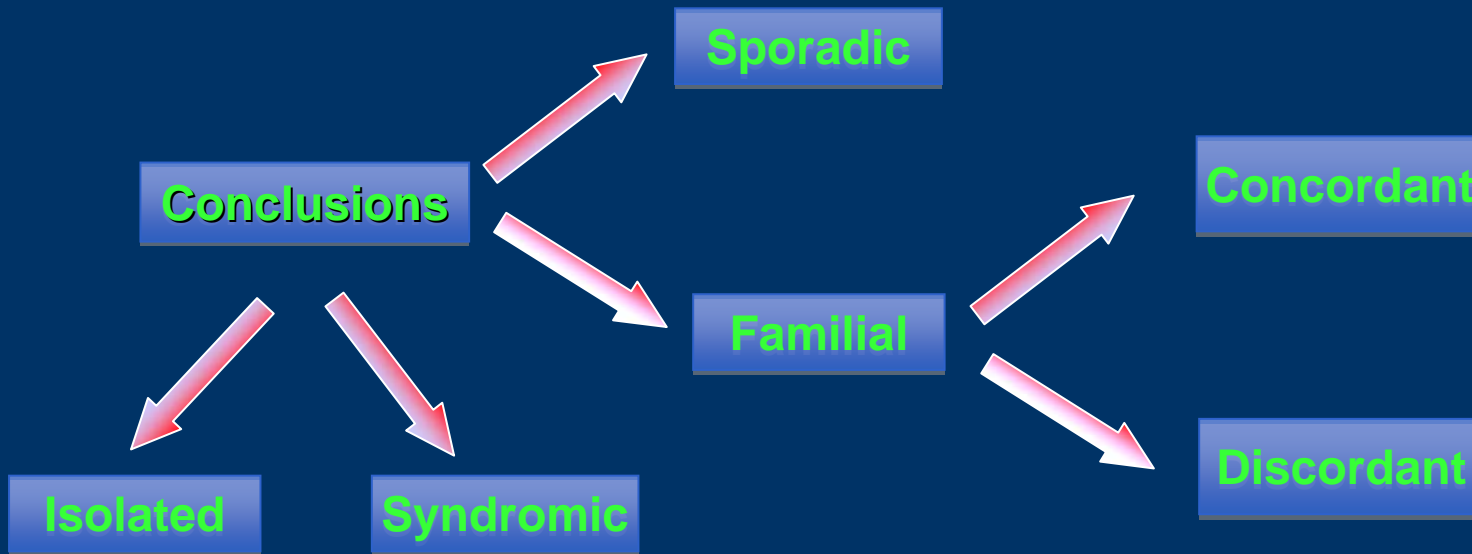 Sporadic
Concordant
Conclusions
Familial
Discordant
Isolated
Syndromic